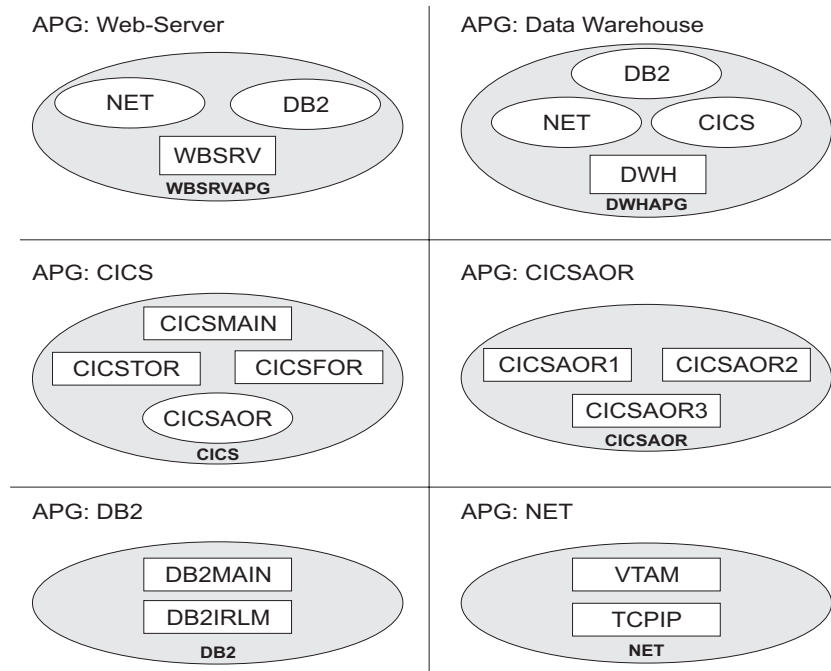 APG: Web-Server
NET
DB2
WBSRV
WBSRVAPG
APG: Data Warehouse
DB2
NET
CICS
DWH
DWHAPG
APG: CICS
CICSMAIN
CICSTOR
CICSFOR
CICSAOR
CICS
APG: CICSAOR
CICSAOR1
CICSAOR2
CICSAOR3
CICSAOR
APG: DB2
DB2MAIN
DB2IRLM
DB2
APG: NET
VTAM
TCPIP
NET